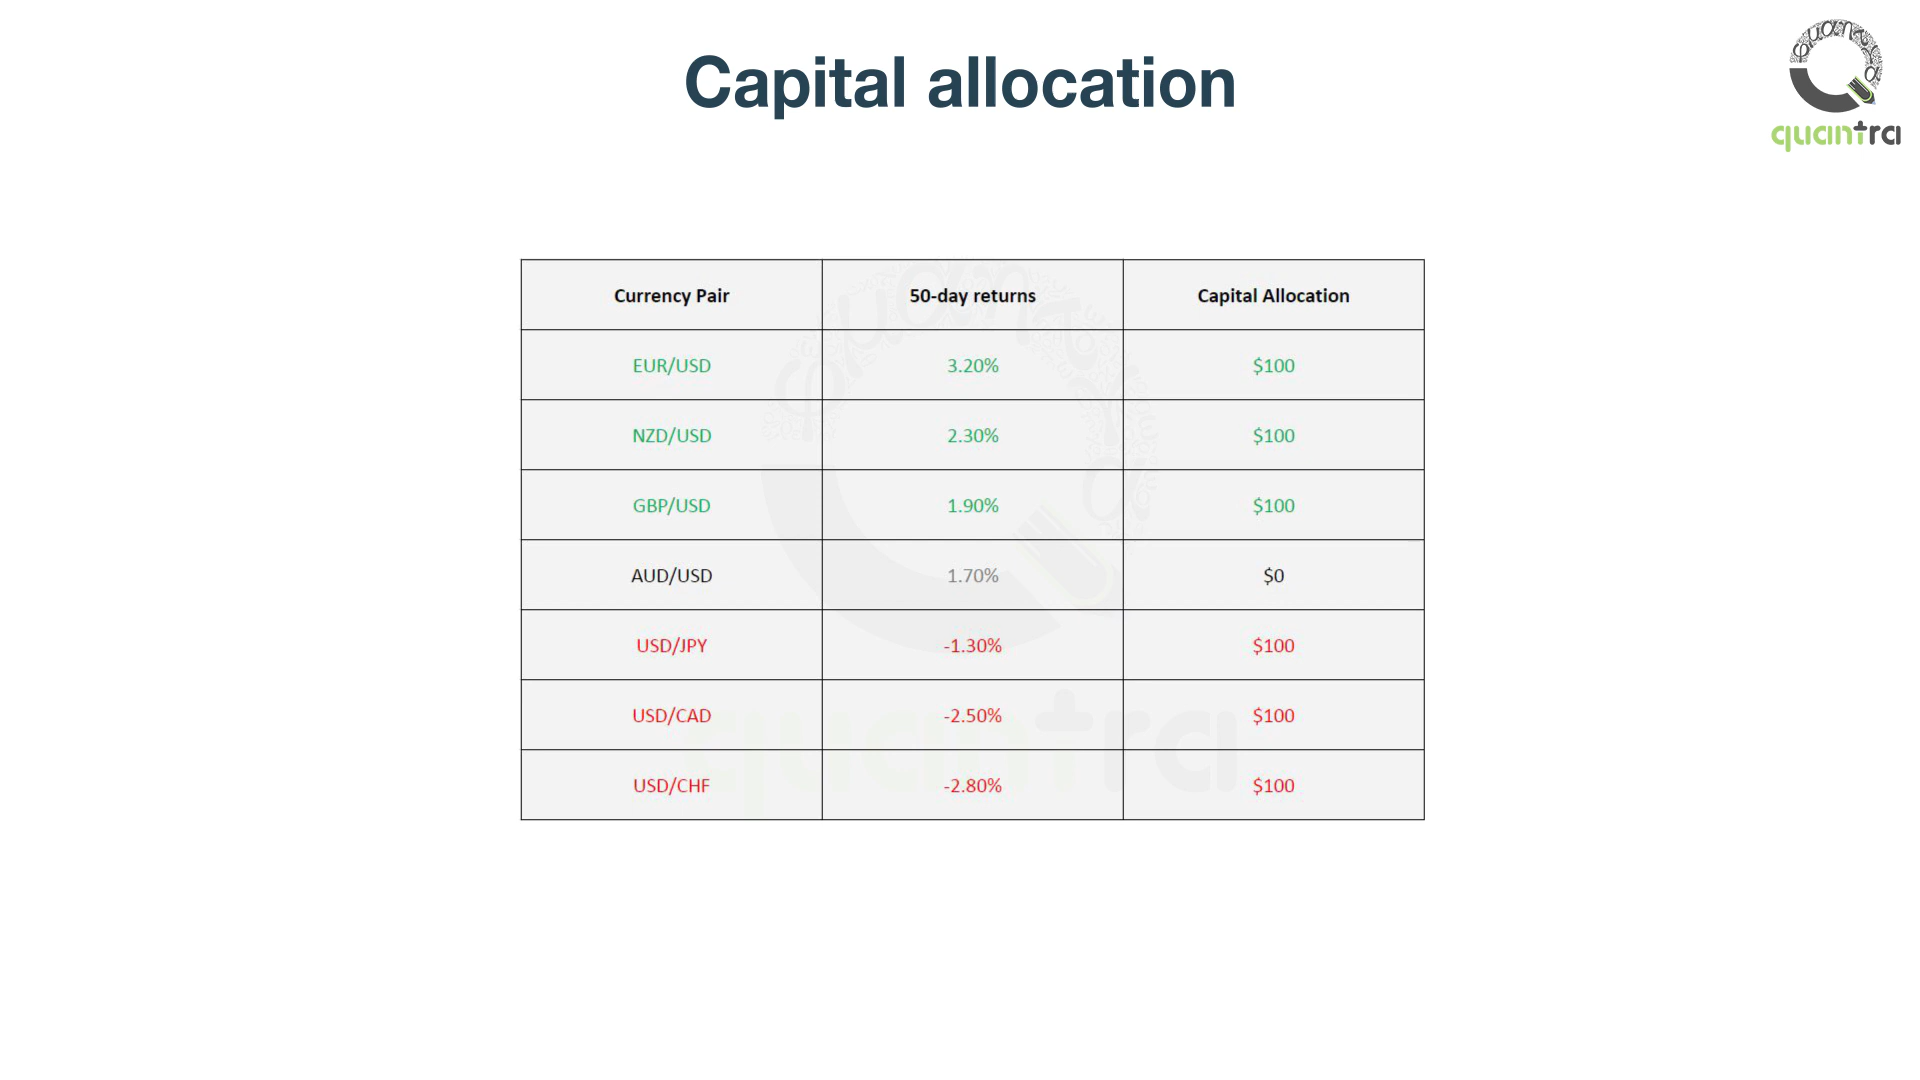 Capital allocation
quantra
Currency Pair 50-day returns Capital Allocation
EUR/USD 3.20% $100
NZD/USD 2.30% $100
GBP/USD 1.90% $100
AUD/USD 1.70% $0
USD/JPY -1.30% $100
USD/CAD -2.50% $100
USD/CHF -2.80% $100
quantra